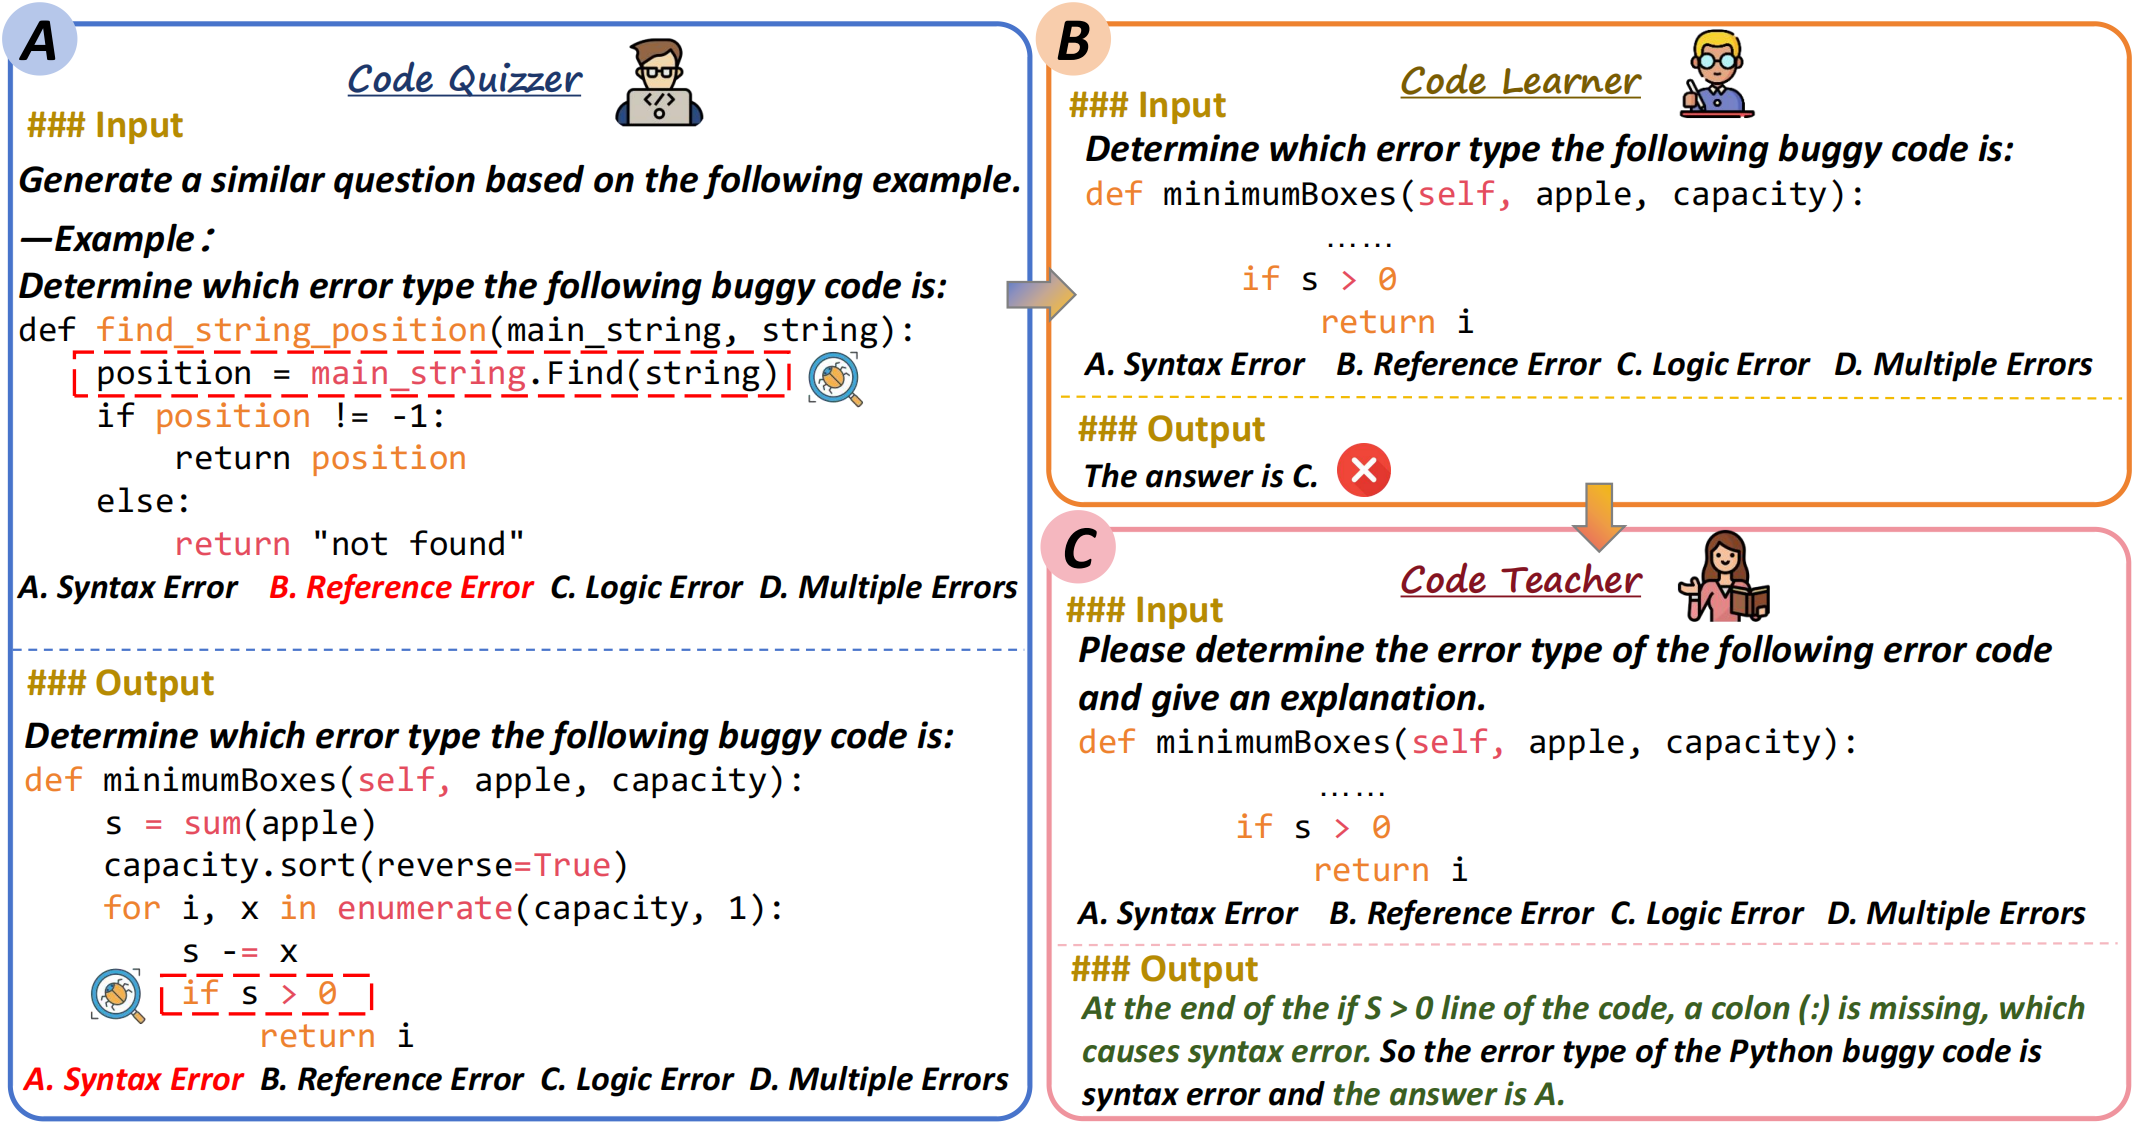 A
Code Quizzer
### Input
Generate a similar question based on the following example.
—Example：
Determine which error type the following buggy code is:
def find_string_position(main_string, string):
    position = main_string.Find(string)
    if position != -1:
        return position
    else:
        return "not found"
A. Syntax Error B. Reference Error C. Logic Error D. Multiple Errors
### Output
Determine which error type the following buggy code is:
def minimumBoxes(self, apple, capacity):
    s = sum(apple)
    capacity.sort(reverse=True)
    for i, x in enumerate(capacity, 1):
        s -= x
        if s > 0
            return i
A. Syntax Error B. Reference Error C. Logic Error D. Multiple Errors
B
Code Learner
### Input
Determine which error type the following buggy code is:
def minimumBoxes(self, apple, capacity):
            ……
        if s > 0
            return i
A. Syntax Error B. Reference Error C. Logic Error D. Multiple Errors
### Output
The answer is C.
C
Code Teacher
### Input
Please determine the error type of the following error code
and give an explanation.
def minimumBoxes(self, apple, capacity):
            ……
        if s > 0
            return i
A. Syntax Error B. Reference Error C. Logic Error D. Multiple Errors
### Output
At the end of the if S > 0 line of the code, a colon (:) is missing, which
causes syntax error. So the error type of the Python buggy code is
syntax error and the answer is A.